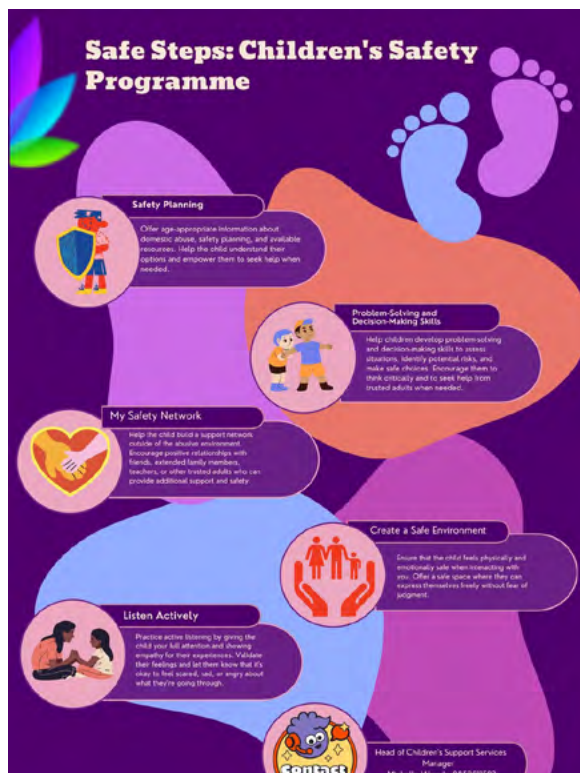 Safe Steps: Children's Safety
Programme
Safety Planning
Offer age-appropriate information about
domestic abuse, safety planning, and available
resources. Help the child understand their
options and empower them to seek help when
needed.
Problem-Solving and
Decision-Making Skills
Help children develop problem-solving
and decision-making skills to assess
situations, identify potential risks, and
make safe choices. Encourage them to
think critically and to seek help from
trusted adults when needed.
My Safety Network
Help the child build a support network
outside of the abusive environment.
Encourage positive relationships with
friends, extended family members,
teachers, or other trusted adults who can
provide additional support and safety
Create a Safe Environment
Ensure that the child feels physically and
emotionally safe when interacting with
you. Offer a safe space where they can
express themselves freely without fear of
judgment.
Listen Actively
Practice active listening by giving the
child your full attention and showing
empathy for their experiences. Validate
their feelings and let them know that it's
okay to feel scared, sad, or angry about
what they're going through.
Contact
Head of Children's Support Services
Manager